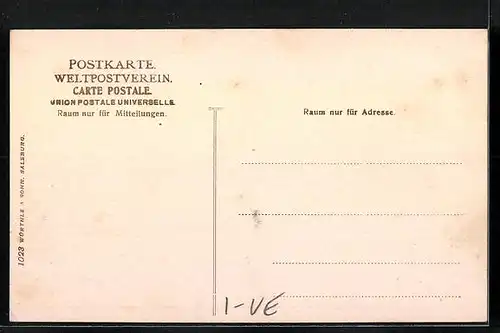 POSTKARTE.
WELTPOSTVEREIN.
CARTE POSTALE.
UNION POSTALE UNIVERSELLE.
Raum nur für Mitteilungen.
Raum nur für Adresse.
1023 WÜRTHLE & SOHN, SALZBURG.
I-VE